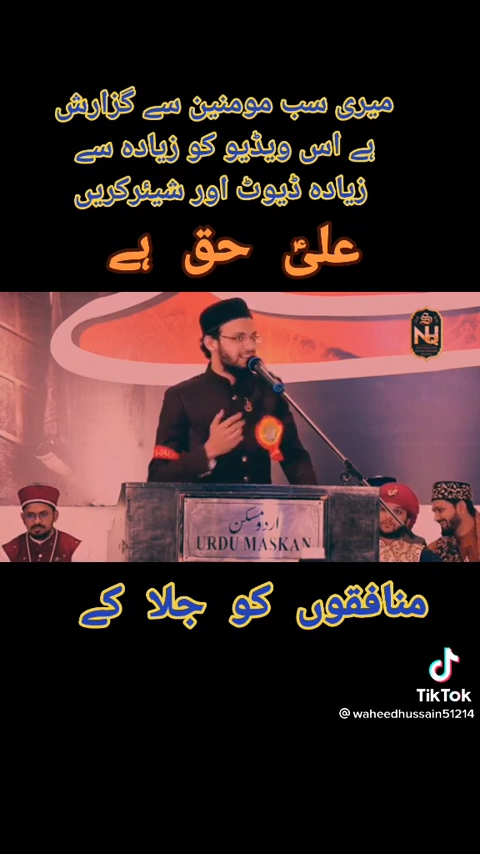 میری سب مومنین سے گزارش
ہے اس ویڈیو کو زیادہ سے
زیادہ ڈیوٹ اور شیئرکریں
علیؑ حق ہے
NQ
اردو مسکن
URDU MASKAN
منافقوں کو جلا کے
TikTok
@waheedhussain51214